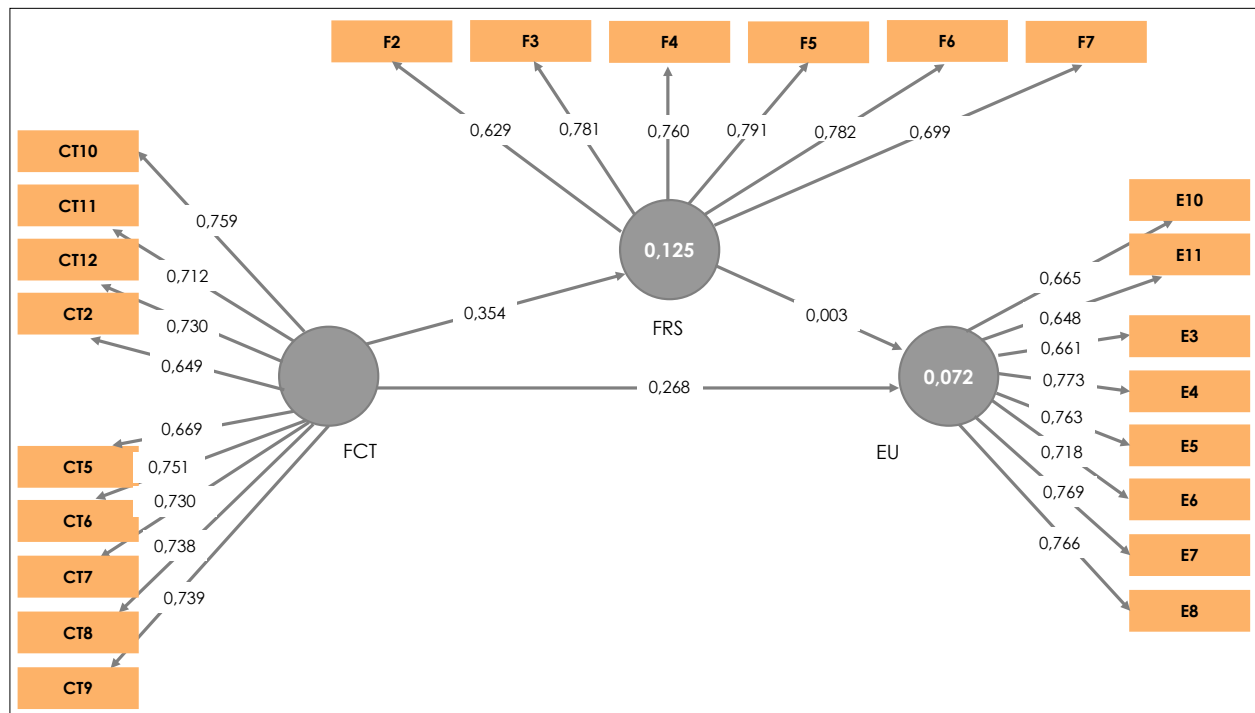 F2
F3
F4
F5
F6
F7
0,629
0,781
0,760
0,791
0,782
0,699
CT10
CT11
CT12
CT2
0,759
0,712
0,730
0,649
0,125
FRS
0,354
0,003
0,268
FCT
0,072
EU
E10
E11
E3
E4
E5
E6
E7
E8
0,665
0,648
0,661
0,773
0,763
0,718
0,769
0,766
0,669
0,751
0,730
0,738
0,739
CT5
CT6
CT7
CT8
CT9